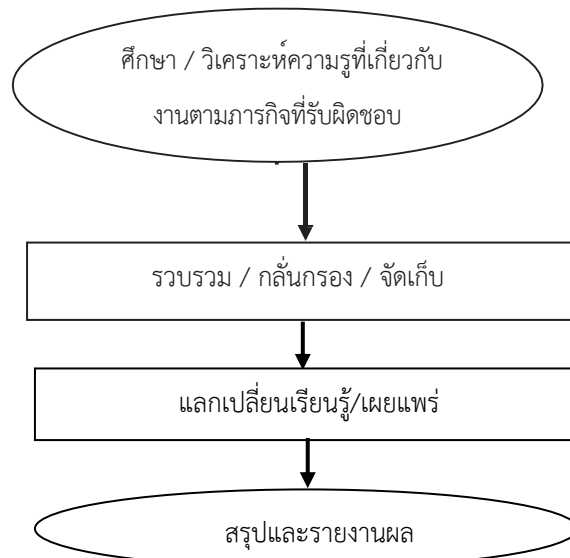 ศึกษา / วิเคราะห์ความรูที่เกี่ยวกับ
งานตามภารกิจที่รับผิดชอบ
รวบรวม / กลั่นกรอง / จัดเก็บ
แลกเปลี่ยนเรียนรู้/เผยแพร่
สรุปและรายงานผล